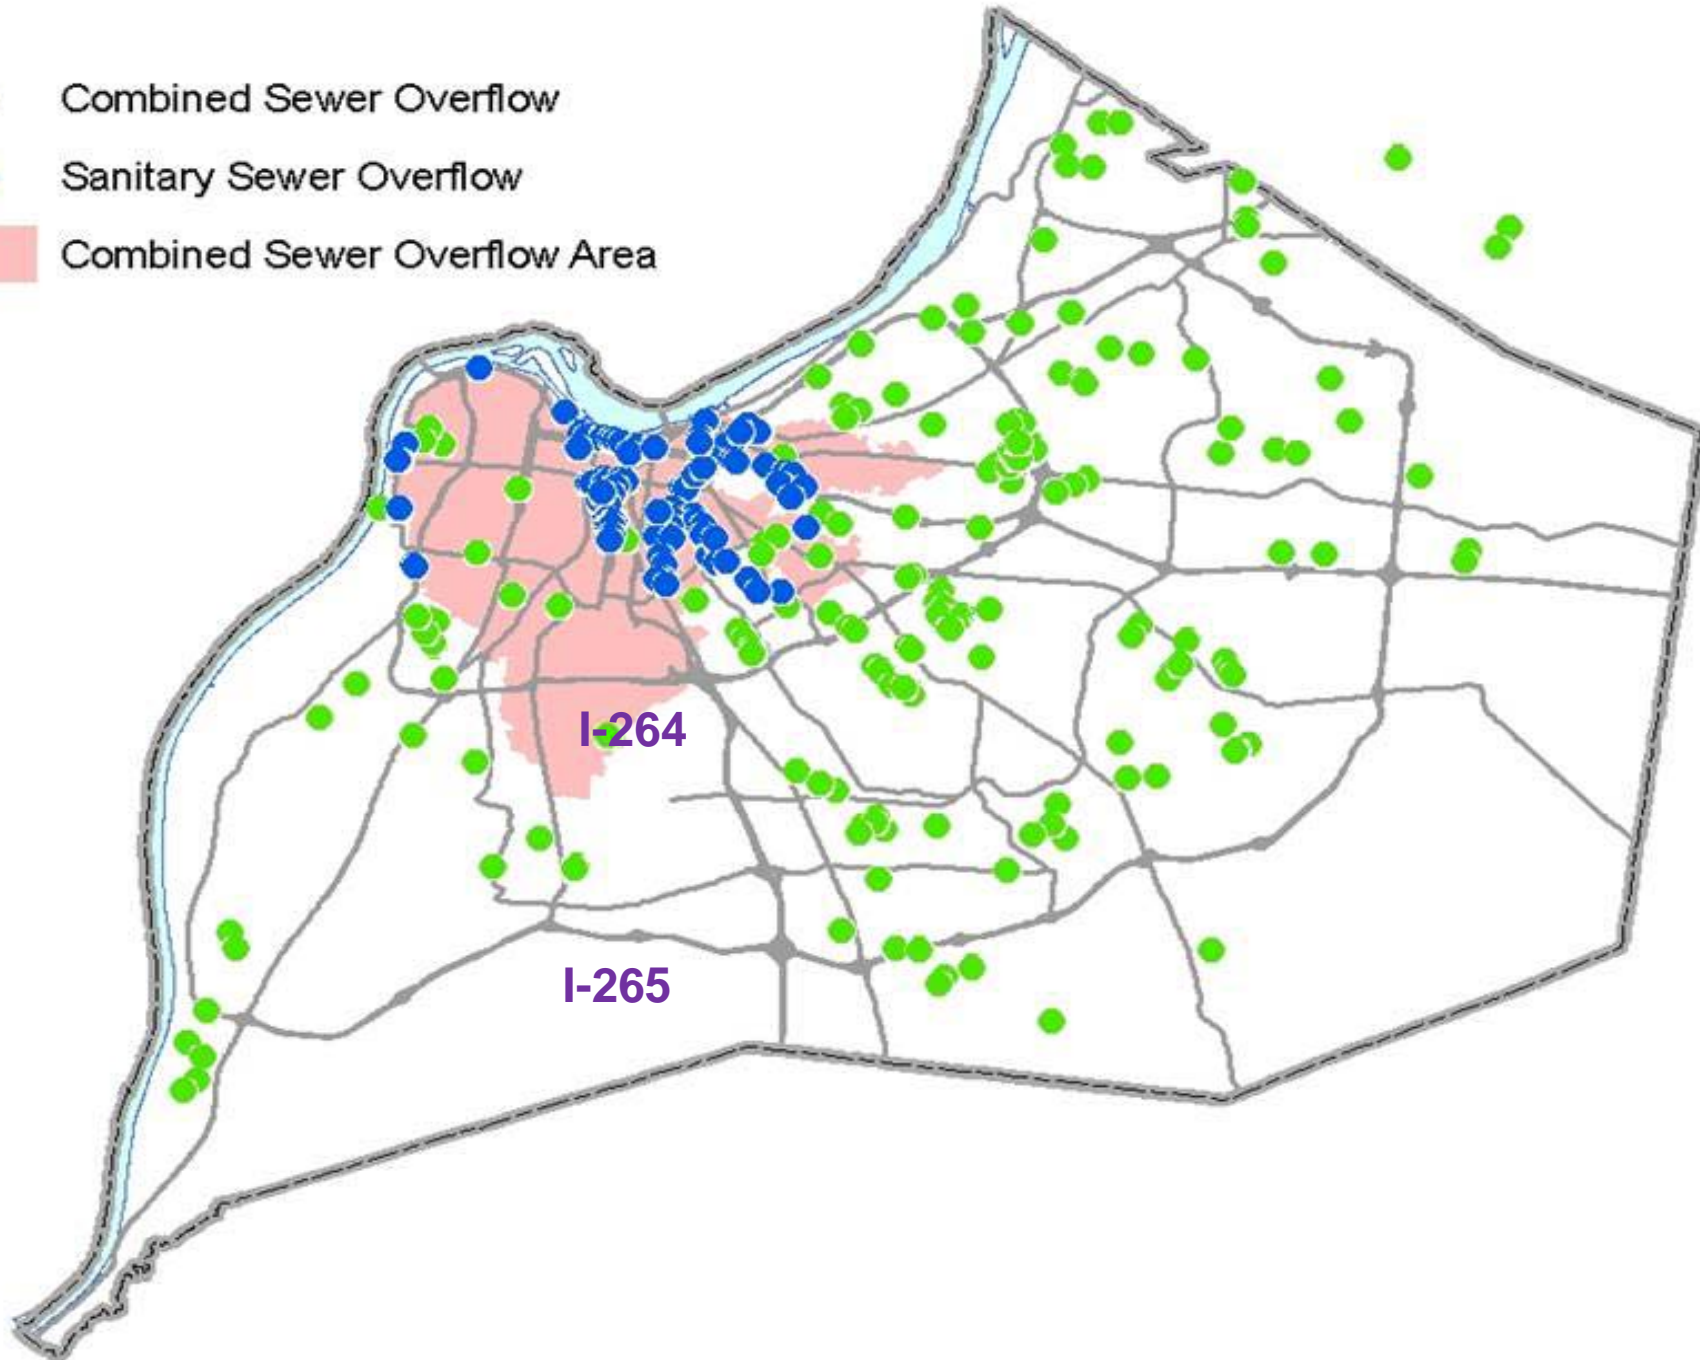 Combined Sewer Overflow
Sanitary Sewer Overflow
Combined Sewer Overflow Area
I-264
I-265